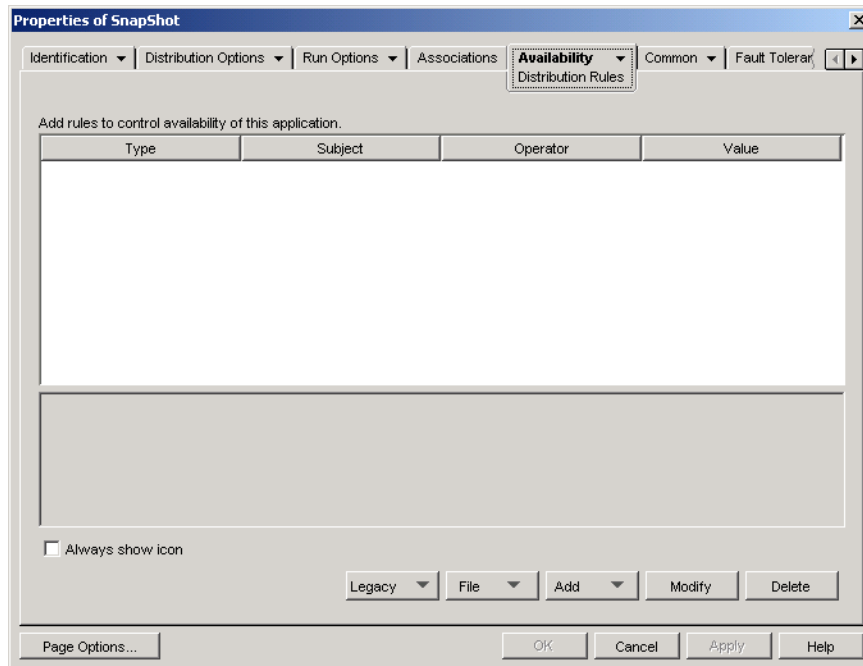 Properties of SnapShot
Identification Distribution Options Run Options Associations Availability Common Fault Toleran
Distribution Rules
Add rules to control availability of this application.
Type Subject Operator Value
Always show icon
Legacy File Add Modify Delete
Page Options... OK Cancel Apply Help